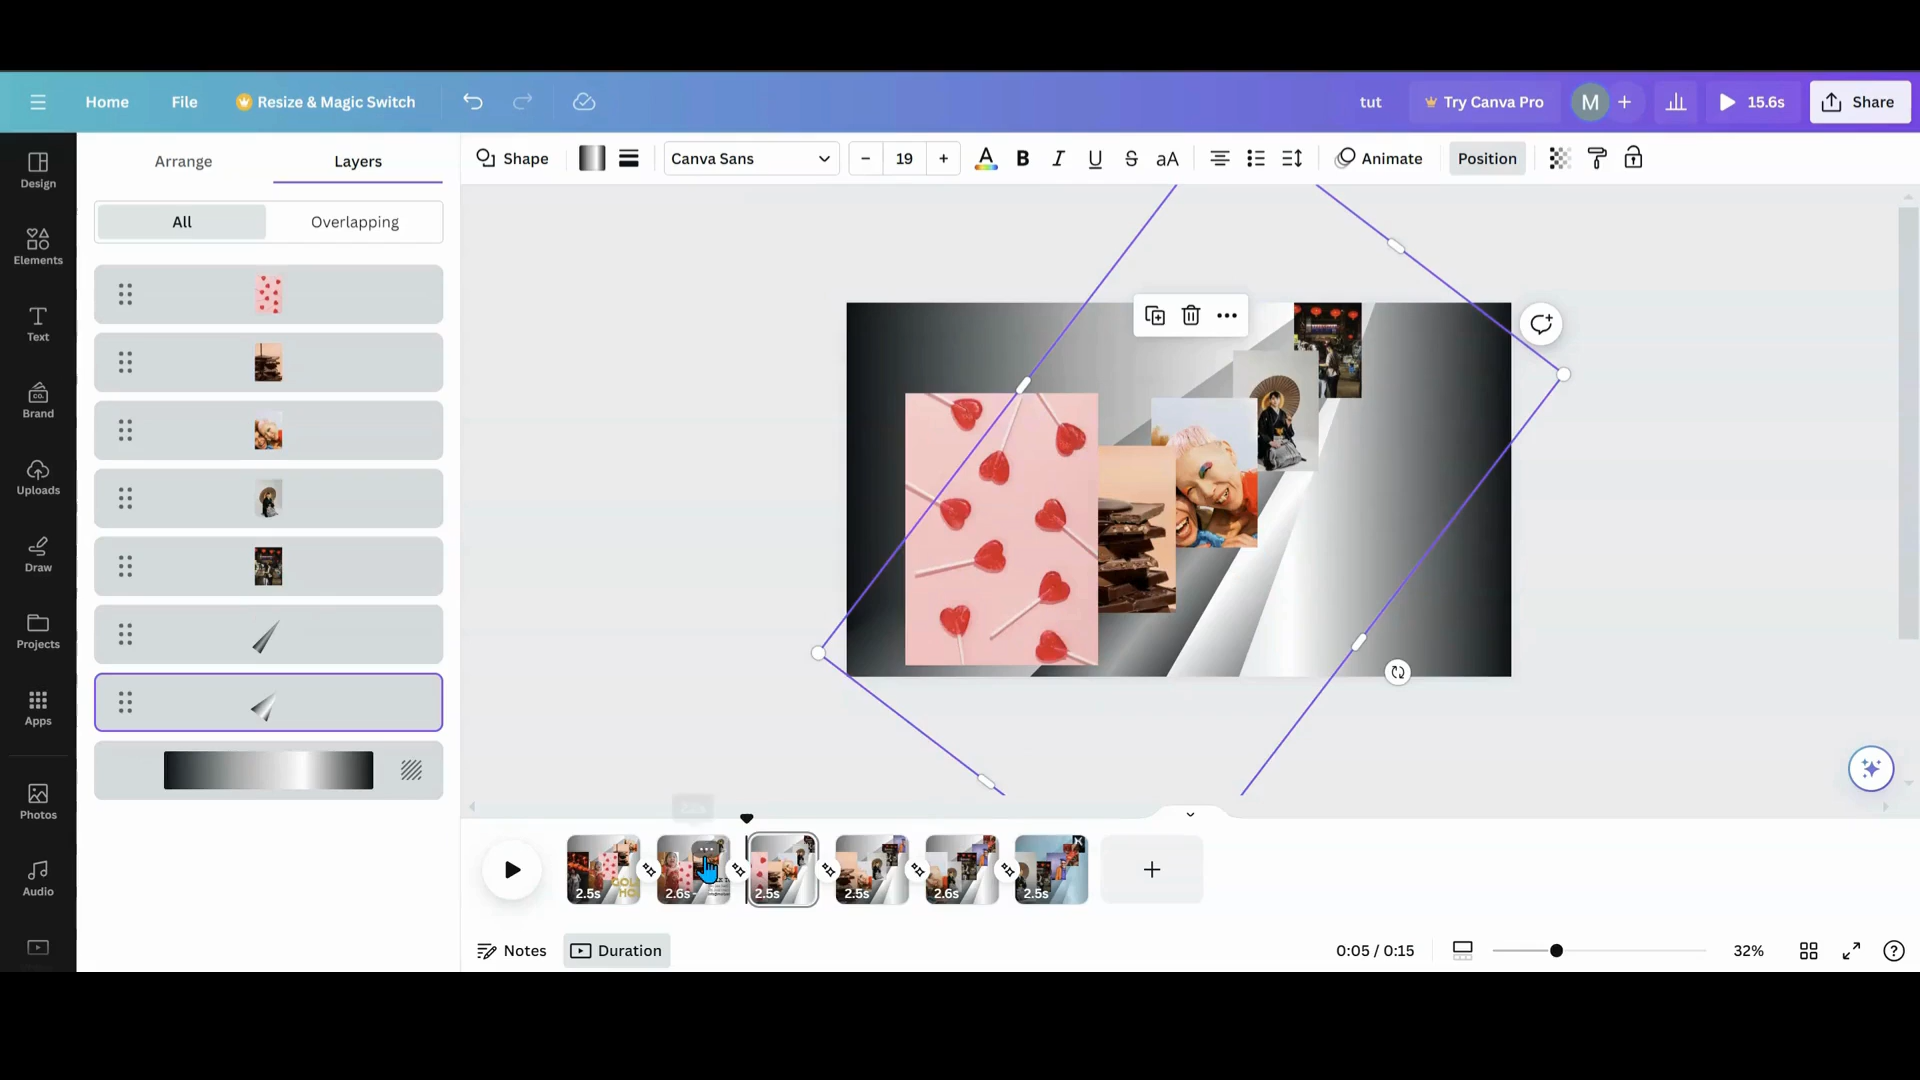 Home File Resize & Magic Switch tut Try Canva Pro M 15.6s Share
Arrange Layers Shape Canva Sans 19 B I U S aA Animate Position
Design
All Overlapping
Elements
Text
CO.
Brand
Uploads
Draw
Projects
Apps
Photos
Audio
2.5s 2.6s 2.5s 2.5s 2.6s 2.5s
Notes Duration 0:05 / 0:15 32%